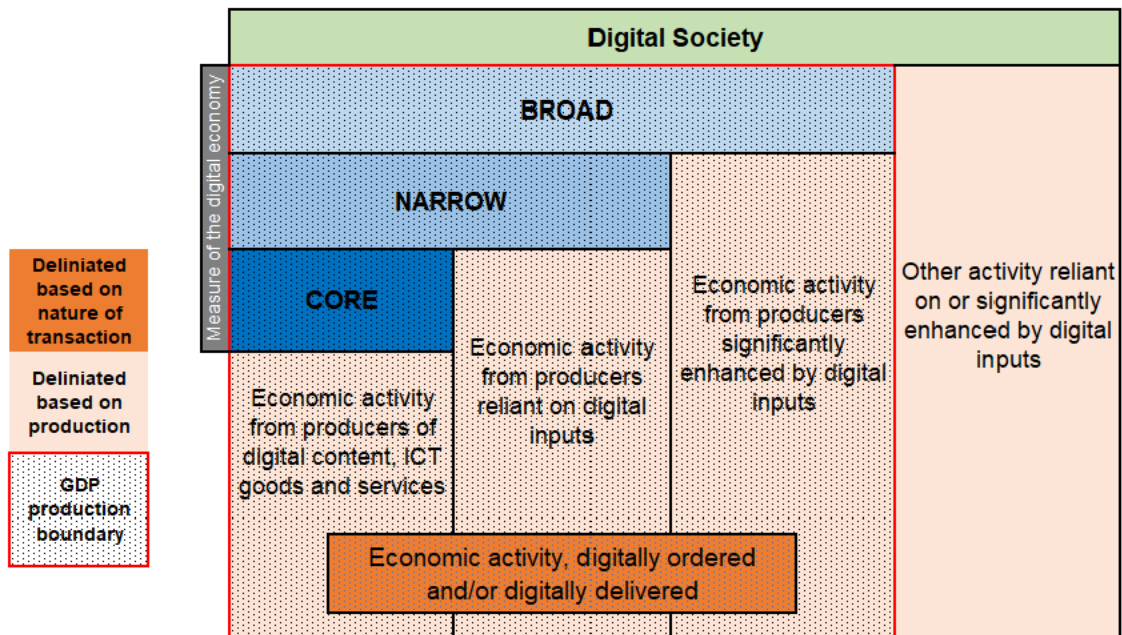 Digital Society
Measure of the digital economy
BROAD
NARROW
CORE
Economic activity
from producers of
digital content, ICT
goods and services
Economic activity
from producers
reliant on digital
inputs
Economic activity
from producers
significantly
enhanced by digital
inputs
Other activity reliant
on or significantly
enhanced by digital
inputs
Economic activity, digitally ordered
and/or digitally delivered
Deliniated
based on
nature of
transaction
Deliniated
based on
production
GDP
production
boundary